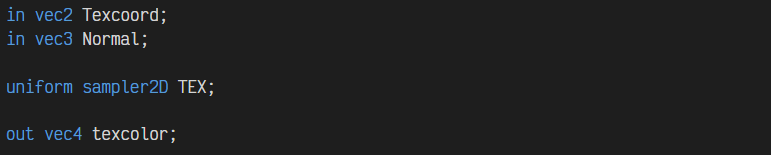 in vec2 Texcoord;
in vec3 Normal;
uniform sampler2D TEX;
out vec4 texcolor;